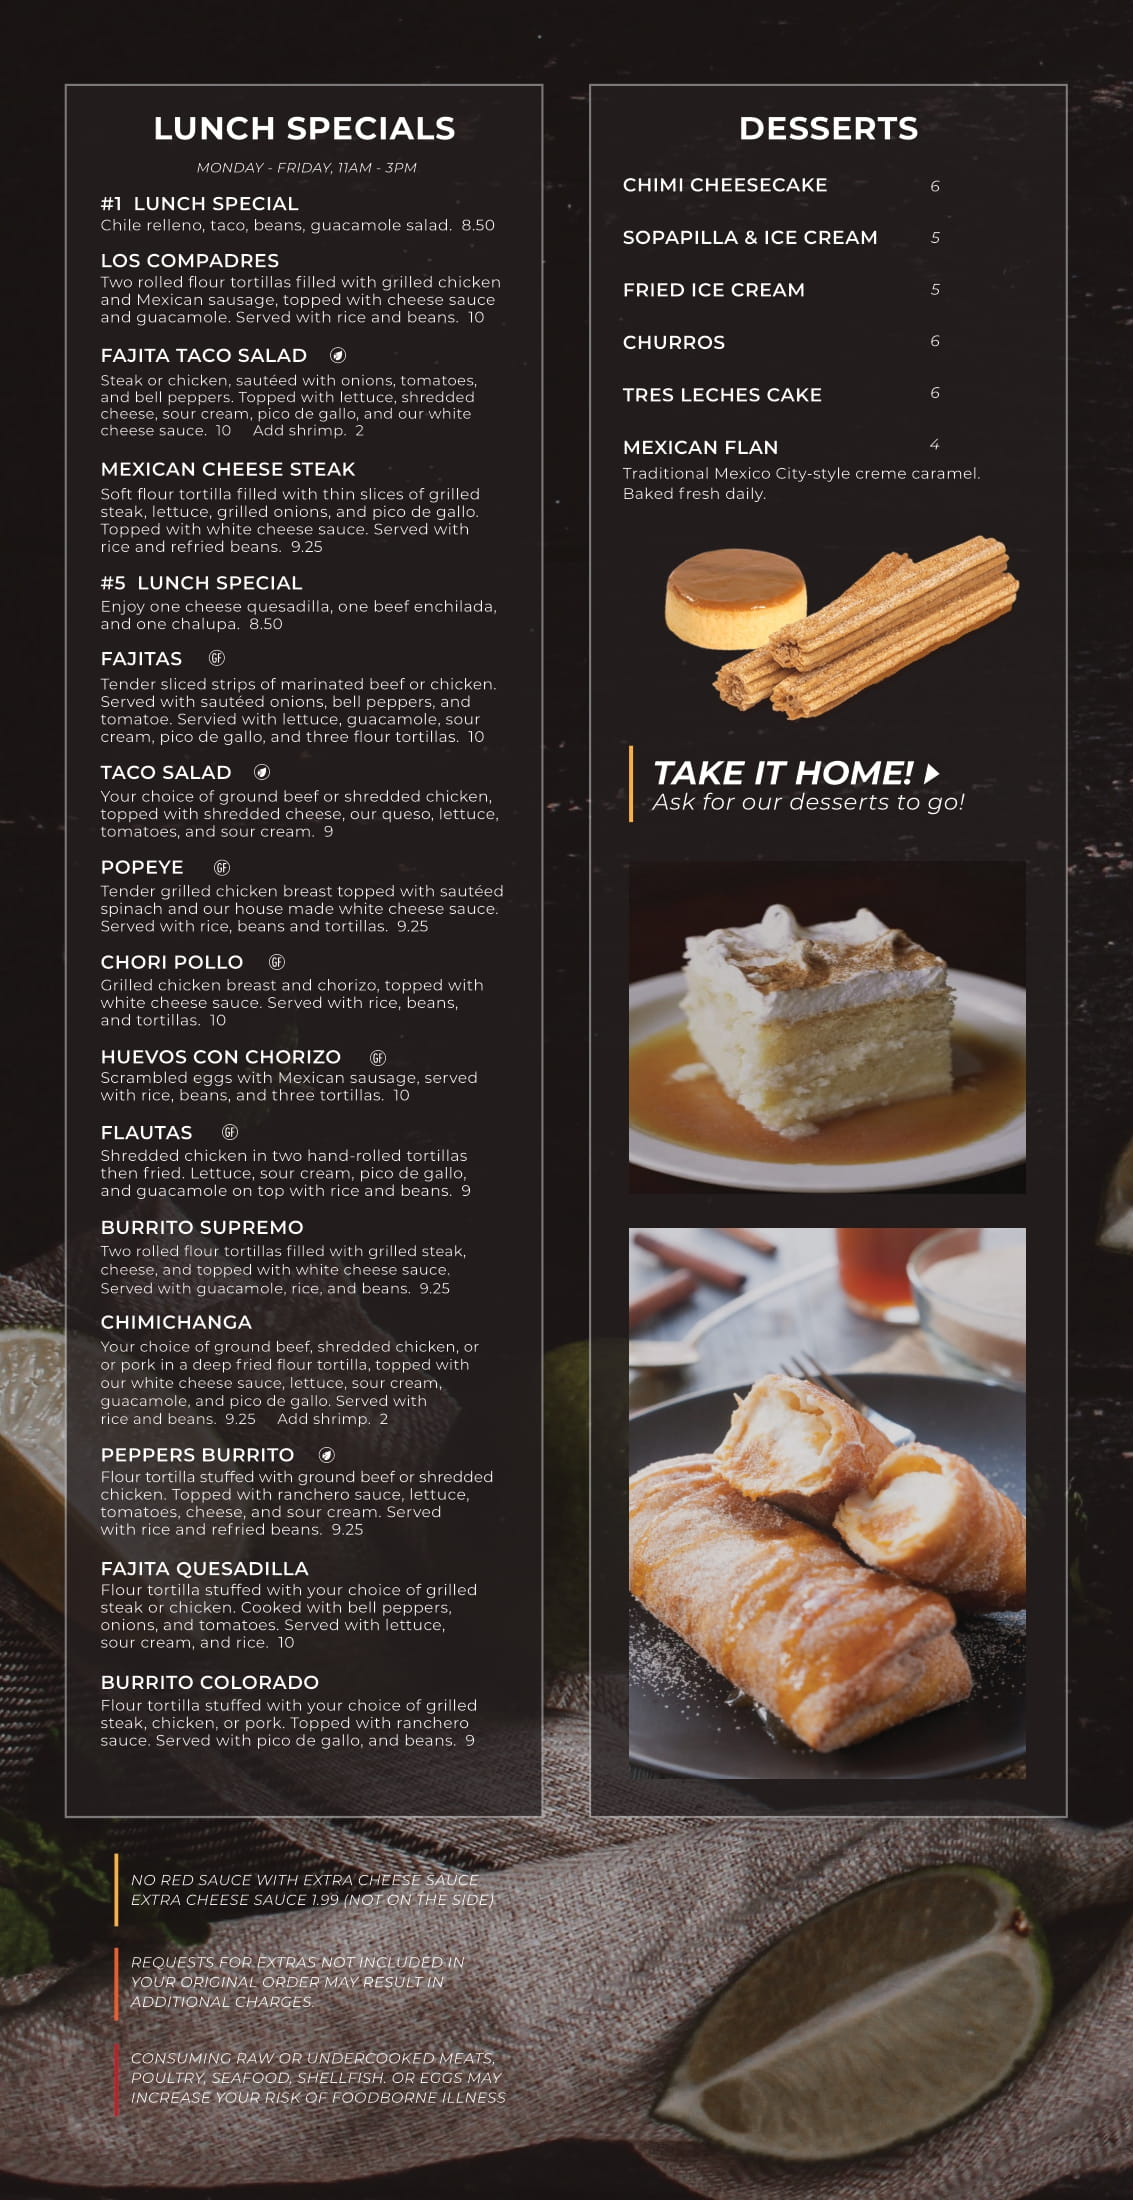 LUNCH SPECIALS
MONDAY - FRIDAY, 11AM - 3PM
#1 LUNCH SPECIAL
Chile relleno, taco, beans, guacamole salad. 8.50
LOS COMPADRES
Two rolled flour tortillas filled with grilled chicken
and Mexican sausage, topped with cheese sauce
and guacamole. Served with rice and beans. 10
FAJITA TACO SALAD
Steak or chicken, sautéed with onions, tomatoes,
and bell peppers. Topped with lettuce, shredded
cheese, sour cream, pico de gallo, and our white
cheese sauce. 10 Add shrimp. 2
MEXICAN CHEESE STEAK
Soft flour tortilla filled with thin slices of grilled
steak, lettuce, grilled onions, and pico de gallo.
Topped with white cheese sauce. Served with
rice and refried beans. 9.25
#5 LUNCH SPECIAL
Enjoy one cheese quesadilla, one beef enchilada,
and one chalupa. 8.50
FAJITAS GF
Tender sliced strips of marinated beef or chicken.
Served with sautéed onions, bell peppers, and
tomatoe. Servied with lettuce, guacamole, sour
cream, pico de gallo, and three flour tortillas. 10
TACO SALAD
Your choice of ground beef or shredded chicken,
topped with shredded cheese, our queso, lettuce,
tomatoes, and sour cream. 9
POPEYE GF
Tender grilled chicken breast topped with sautéed
spinach and our house made white cheese sauce.
Served with rice, beans and tortillas. 9.25
CHORI POLLO GF
Grilled chicken breast and chorizo, topped with
white cheese sauce. Served with rice, beans,
and tortillas. 10
HUEVOS CON CHORIZO GF
Scrambled eggs with Mexican sausage, served
with rice, beans, and three tortillas. 10
FLAUTAS GF
Shredded chicken in two hand-rolled tortillas
then fried. Lettuce, sour cream, pico de gallo,
and guacamole on top with rice and beans. 9
BURRITO SUPREMO
Two rolled flour tortillas filled with grilled steak,
cheese, and topped with white cheese sauce.
Served with guacamole, rice, and beans. 9.25
CHIMICHANGA
Your choice of ground beef, shredded chicken, or
or pork in a deep fried flour tortilla, topped with
our white cheese sauce, lettuce, sour cream,
guacamole, and pico de gallo. Served with
rice and beans. 9.25 Add shrimp. 2
PEPPERS BURRITO
Flour tortilla stuffed with ground beef or shredded
chicken. Topped with ranchero sauce, lettuce,
tomatoes, cheese, and sour cream. Served
with rice and refried beans. 9.25
FAJITA QUESADILLA
Flour tortilla stuffed with your choice of grilled
steak or chicken. Cooked with bell peppers,
onions, and tomatoes. Served with lettuce,
sour cream, and rice. 10
BURRITO COLORADO
Flour tortilla stuffed with your choice of grilled
steak, chicken, or pork. Topped with ranchero
sauce. Served with pico de gallo, and beans. 9
DESSERTS
CHIMI CHEESECAKE 6
SOPAPILLA & ICE CREAM 5
FRIED ICE CREAM 5
CHURROS 6
TRES LECHES CAKE 6
MEXICAN FLAN 4
Traditional Mexico City-style creme caramel.
Baked fresh daily.
TAKE IT HOME!
Ask for our desserts to go!
NO RED SAUCE WITH EXTRA CHEESE SAUCE
EXTRA CHEESE SAUCE 1.99 (NOT ON THE SIDE)
REQUESTS FOR EXTRAS NOT INCLUDED IN
YOUR ORIGINAL ORDER MAY RESULT IN
ADDITIONAL CHARGES.
CONSUMING RAW OR UNDERCOOKED MEATS,
POULTRY, SEAFOOD, SHELLFISH. OR EGGS MAY
INCREASE YOUR RISK OF FOODBORNE ILLNESS